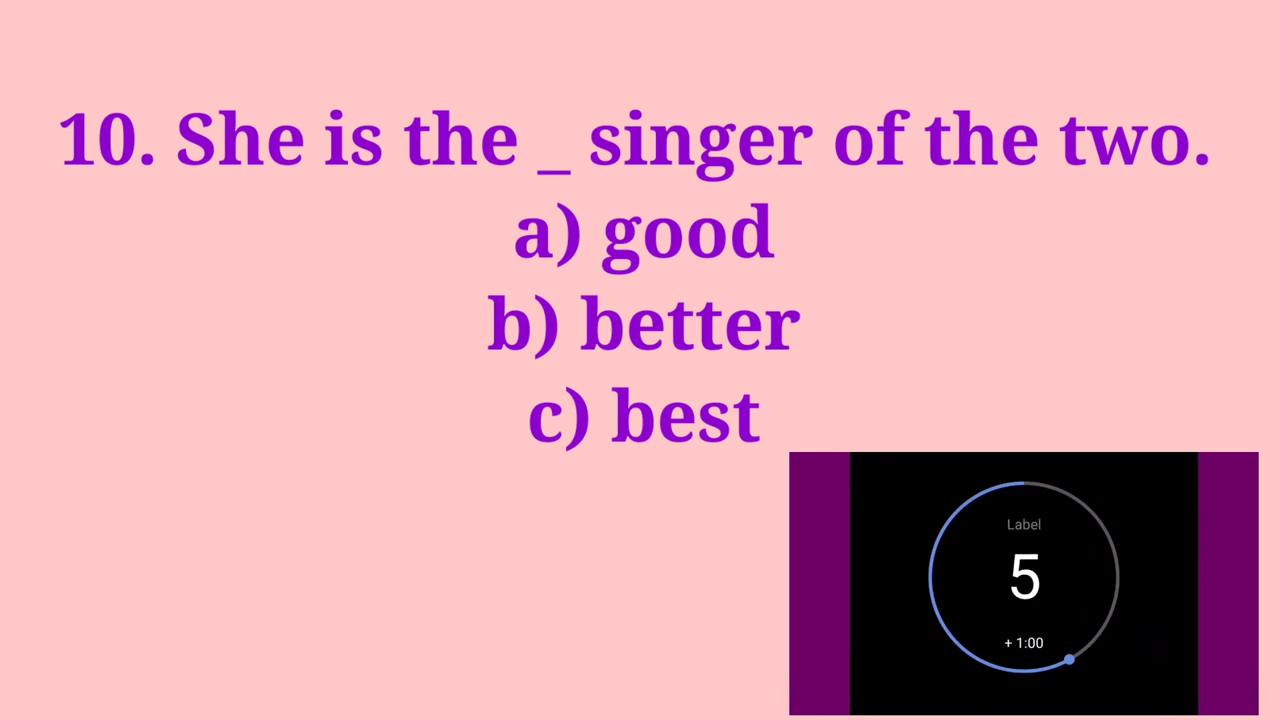 10. She is the _ singer of the two.
a) good
b) better
c) best
Label
5
+ 1:00